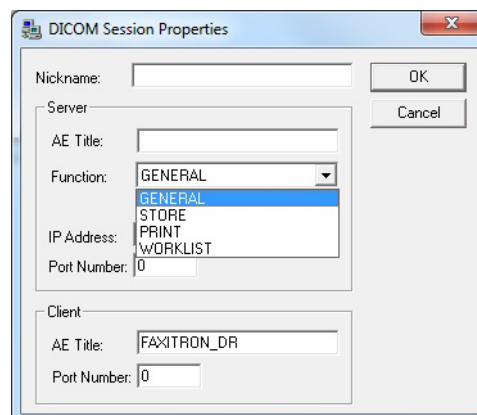 DICOM Session Properties
Nickname:
OK
Cancel
Server
AE Title:
Function: GENERAL
GENERAL
STORE
PRINT
WORKLIST
IP Address:
Port Number: 0
Client
AE Title: FAXITRON_DR
Port Number: 0